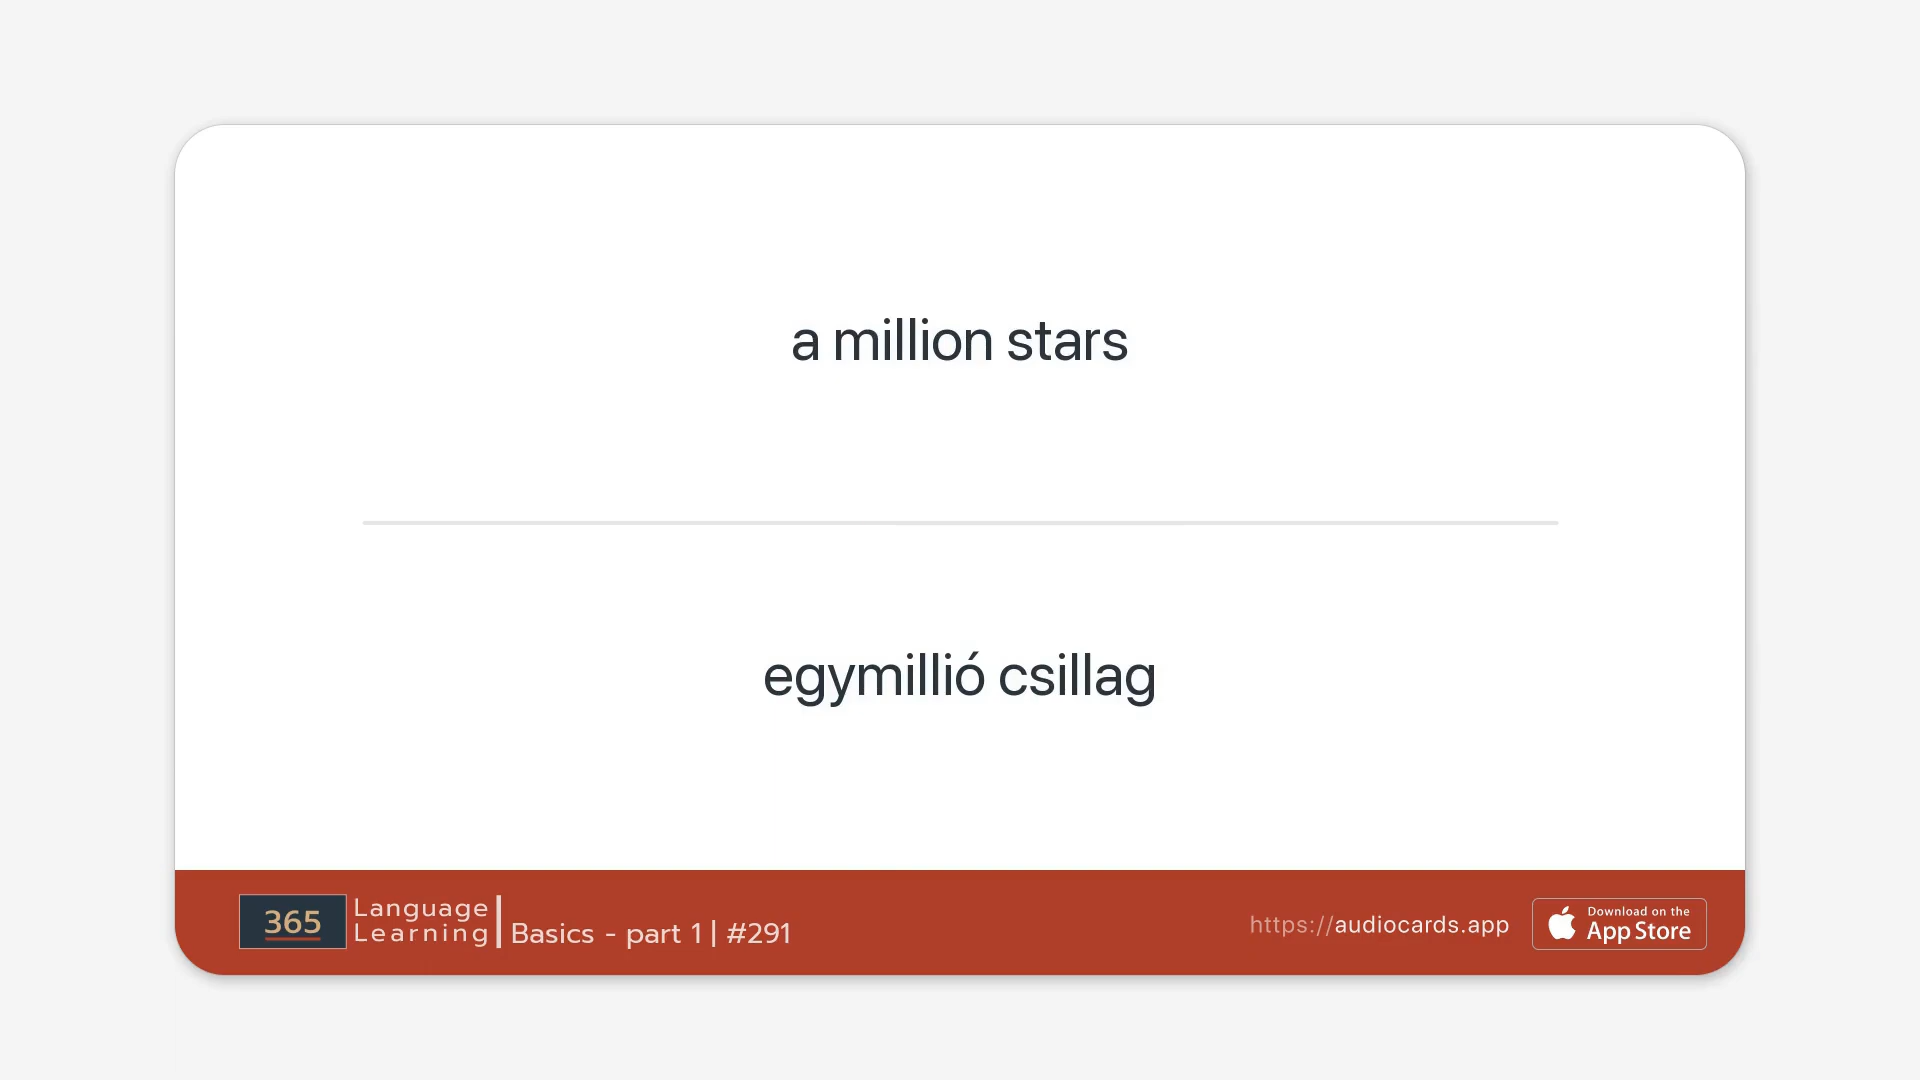 a million stars
egymillió csillag
365
Language
Learning
Basics - part 1 | #291
https://audiocards.app
Download on the
App Store